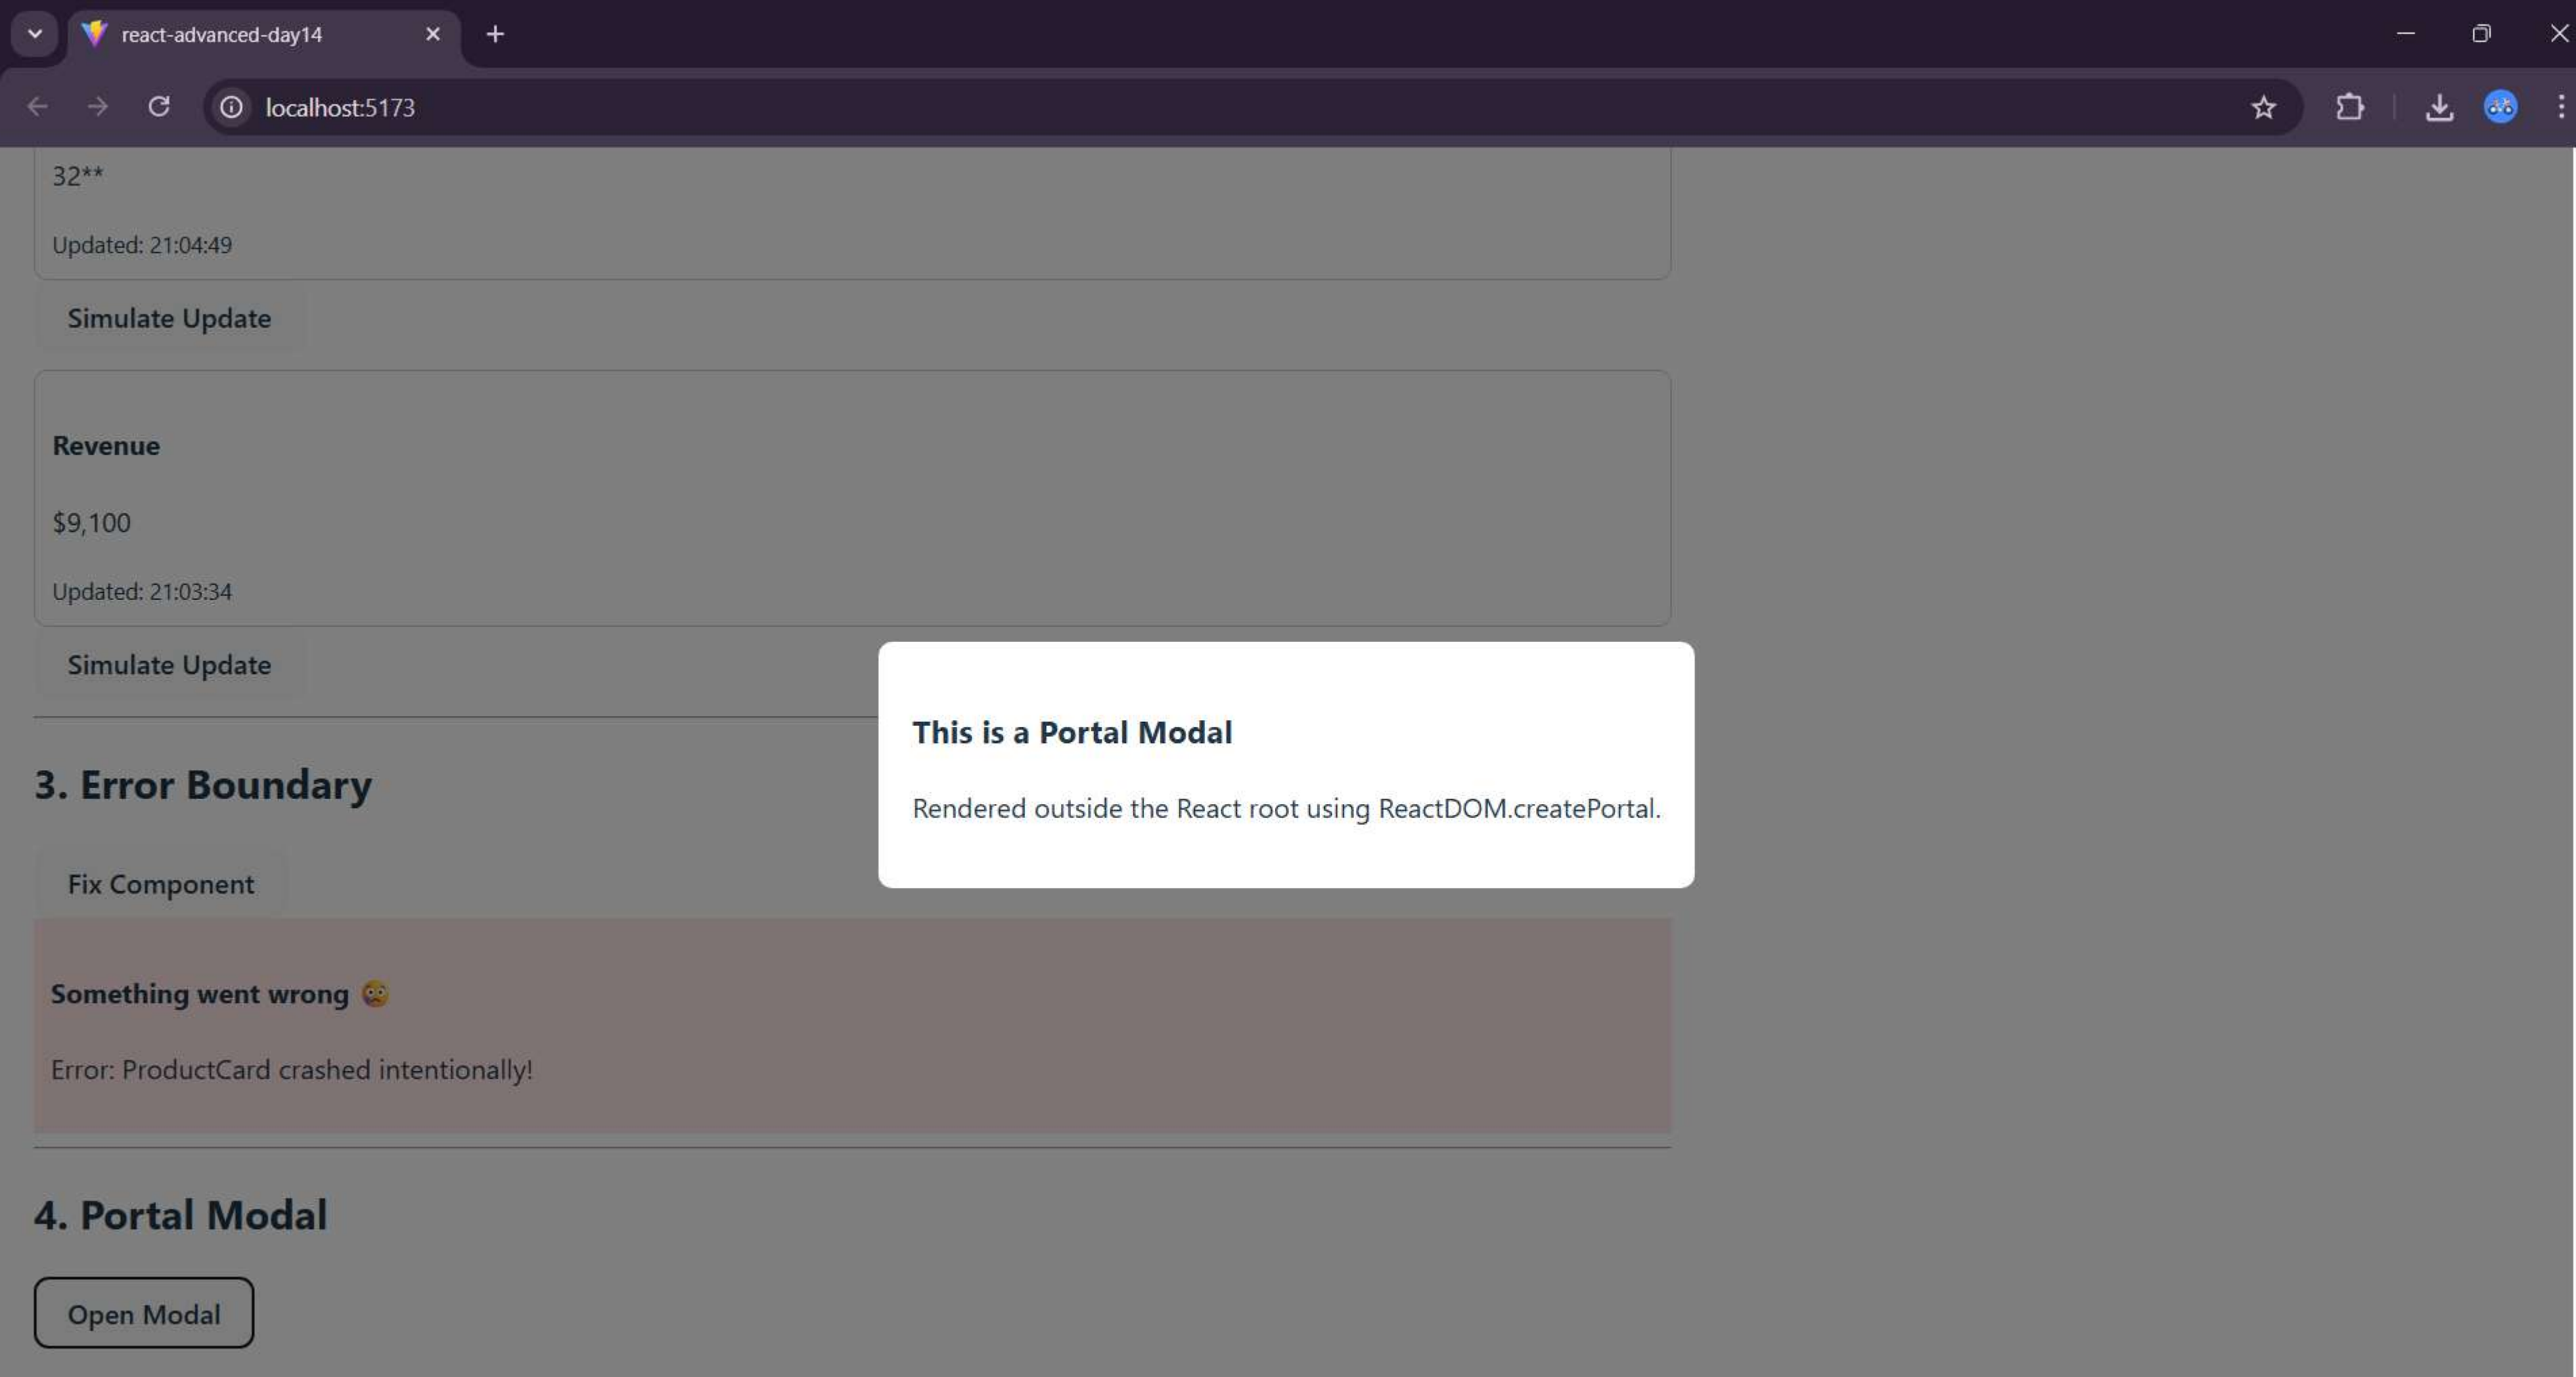 react-advanced-day14
localhost:5173
32**
Updated: 21:04:49
Simulate Update
Revenue
$9,100
Updated: 21:03:34
Simulate Update
This is a Portal Modal
Rendered outside the React root using ReactDOM.createPortal.
3. Error Boundary
Fix Component
Something went wrong 😳
Error: ProductCard crashed intentionally!
4. Portal Modal
Open Modal